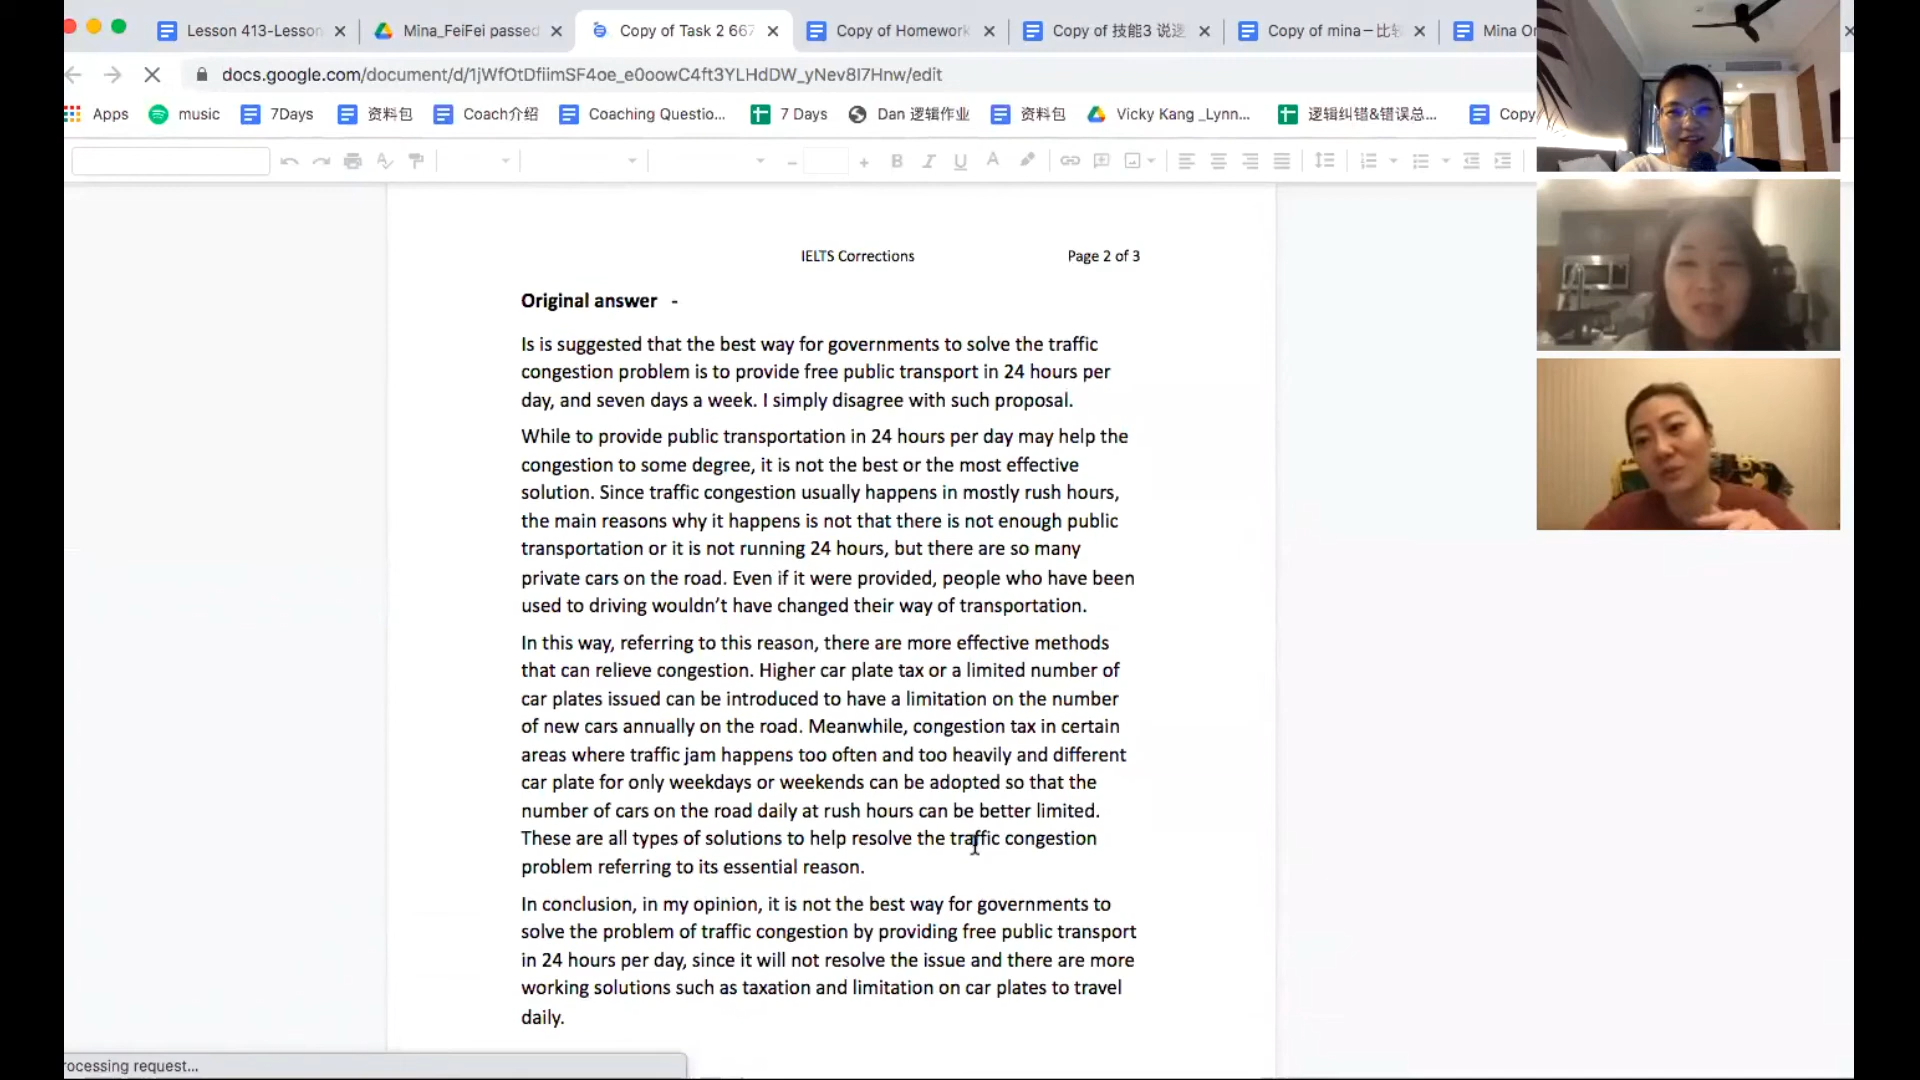 Lesson 413-Lesson
Mina_FeiFei passed
Copy of Task 2 667
Copy of Homework
Copy of 技能3 说逻
Copy of mina－比较
Mina On
docs.google.com/document/d/1jWfOtDfiimSF4oe_e0oowC4ft3YLHdDW_yNev8I7Hnw/edit
Apps
music
7Days
资料包
Coach介绍
Coaching Questio...
7 Days
Dan 逻辑作业
资料包
Vicky Kang _Lynn...
逻辑纠错&错误总...
Copy
IELTS Corrections
Page 2 of 3
Original answer -
Is is suggested that the best way for governments to solve the traffic
congestion problem is to provide free public transport in 24 hours per
day, and seven days a week. I simply disagree with such proposal.
While to provide public transportation in 24 hours per day may help the
congestion to some degree, it is not the best or the most effective
solution. Since traffic congestion usually happens in mostly rush hours,
the main reasons why it happens is not that there is not enough public
transportation or it is not running 24 hours, but there are so many
private cars on the road. Even if it were provided, people who have been
used to driving wouldn’t have changed their way of transportation.
In this way, referring to this reason, there are more effective methods
that can relieve congestion. Higher car plate tax or a limited number of
car plates issued can be introduced to have a limitation on the number
of new cars annually on the road. Meanwhile, congestion tax in certain
areas where traffic jam happens too often and too heavily and different
car plate for only weekdays or weekends can be adopted so that the
number of cars on the road daily at rush hours can be better limited.
These are all types of solutions to help resolve the traffic congestion
problem referring to its essential reason.
In conclusion, in my opinion, it is not the best way for governments to
solve the problem of traffic congestion by providing free public transport
in 24 hours per day, since it will not resolve the issue and there are more
working solutions such as taxation and limitation on car plates to travel
daily.
rocessing request...